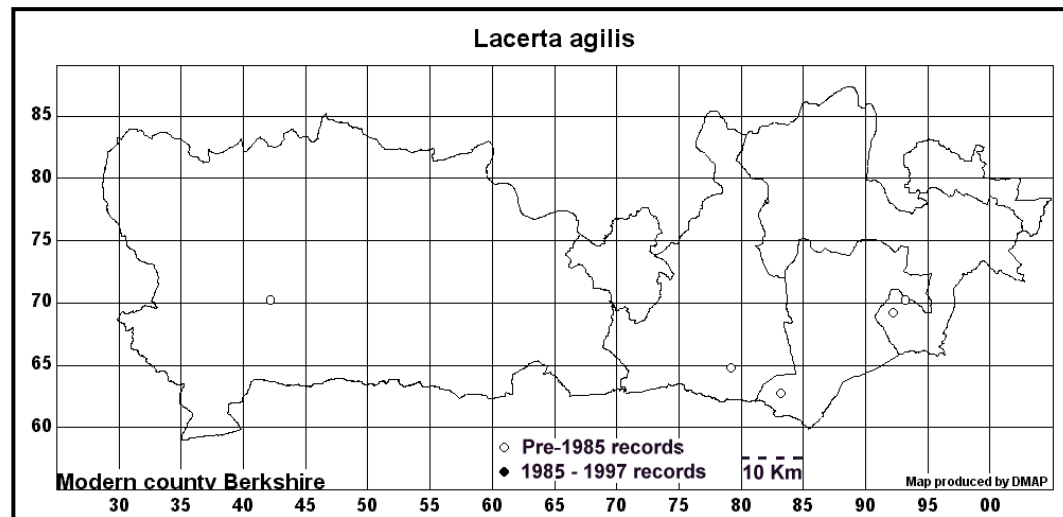 Lacerta agilis
85
80
75
70
65
60
Pre-1985 records
1985 - 1997 records
10 Km
Modern county Berkshire
Map produced by DMAP
30 35 40 45 50 55 60 65 70 75 80 85 90 95 00